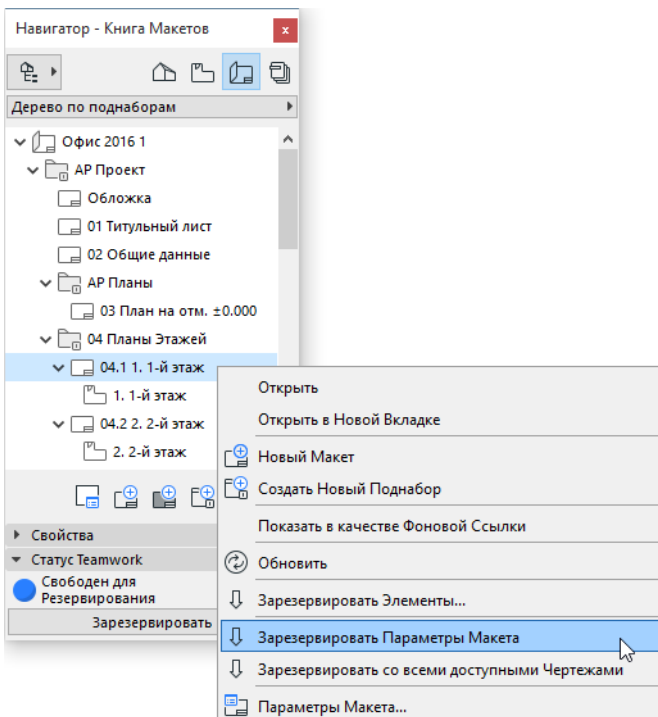 Навигатор - Книга Макетов
x
Дерево по поднаборам
Офис 2016 1
АР Проект
Обложка
01 Титульный лист
02 Общие данные
АР Планы
03 План на отм. ±0.000
04 Планы Этажей
04.1 1. 1-й этаж
1. 1-й этаж
04.2 2. 2-й этаж
2. 2-й этаж
Свойства
Статус Teamwork
Свободен для
Резервирования
Зарезервировать
Открыть
Открыть в Новой Вкладке
Новый Макет
Создать Новый Поднабор
Показать в качестве Фоновой Ссылки
Обновить
Зарезервировать Элементы...
Зарезервировать Параметры Макета
Зарезервировать со всеми доступными Чертежами
Параметры Макета...